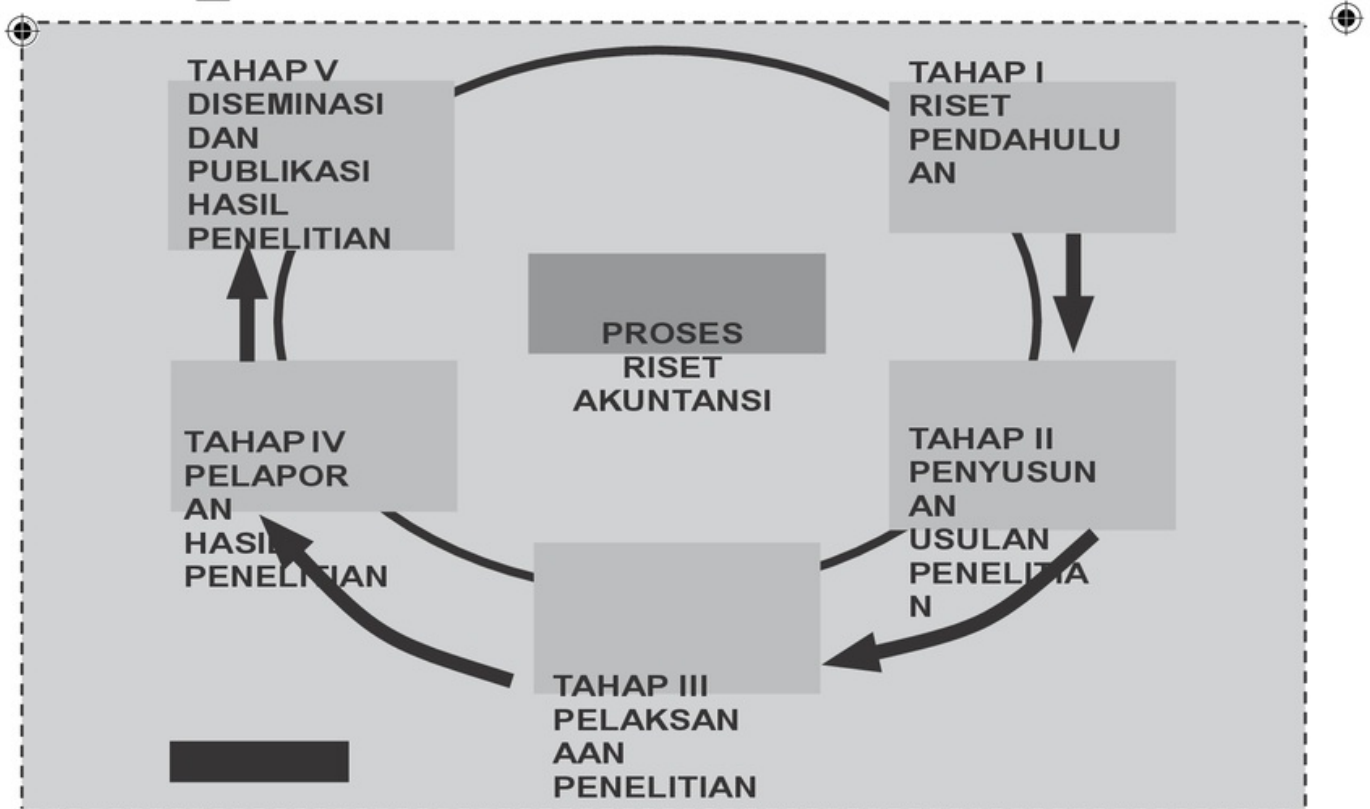 TAHAP V
DISEMINASI
DAN
PUBLIKASI
HASIL
PENELITIAN
TAHAP I
RISET
PENDAHULU
AN
PROSES
RISET
AKUNTANSI
TAHAP IV
PELAPOR
AN
HASIL
PENELITIAN
TAHAP II
PENYUSUN
AN
USULAN
PENELITIA
N
TAHAP III
PELAKSAN
AAN
PENELITIAN